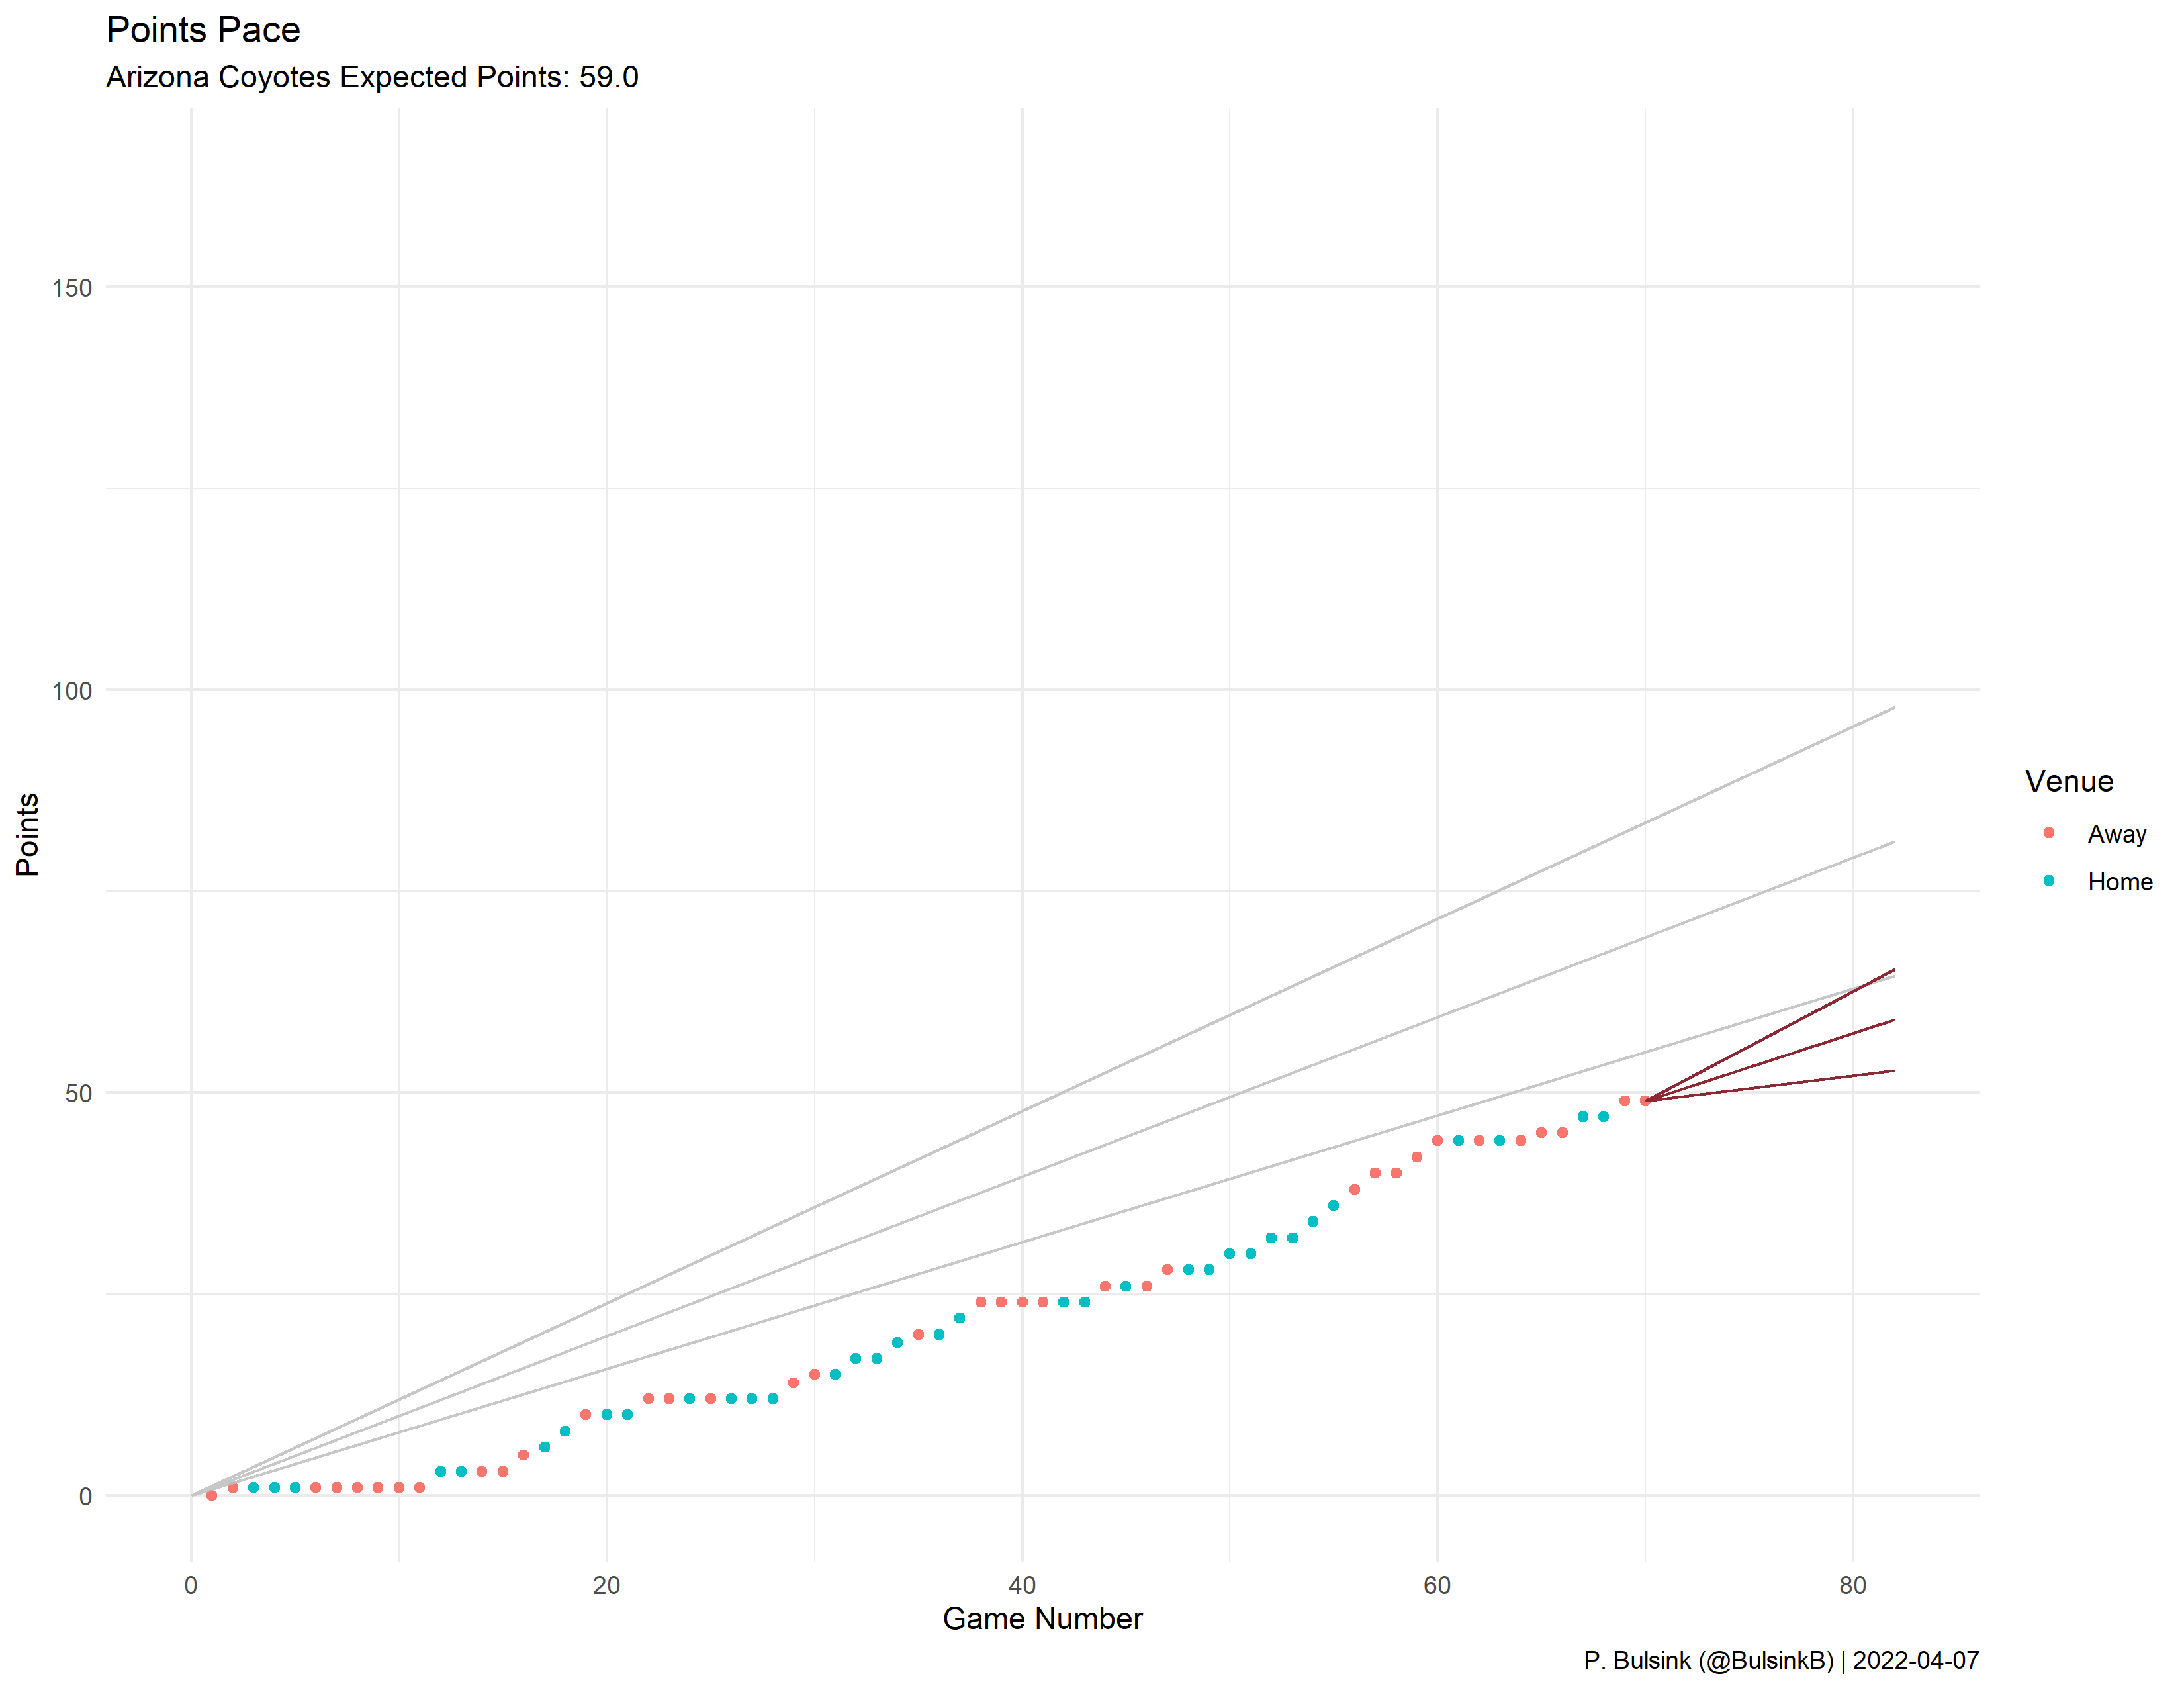 Points Pace
Arizona Coyotes Expected Points: 59.0
150
100
50
0
Points
0 20 40 60 80
Game Number
Venue
Away
Home
P. Bulsink (@BulsinkB) | 2022-04-07